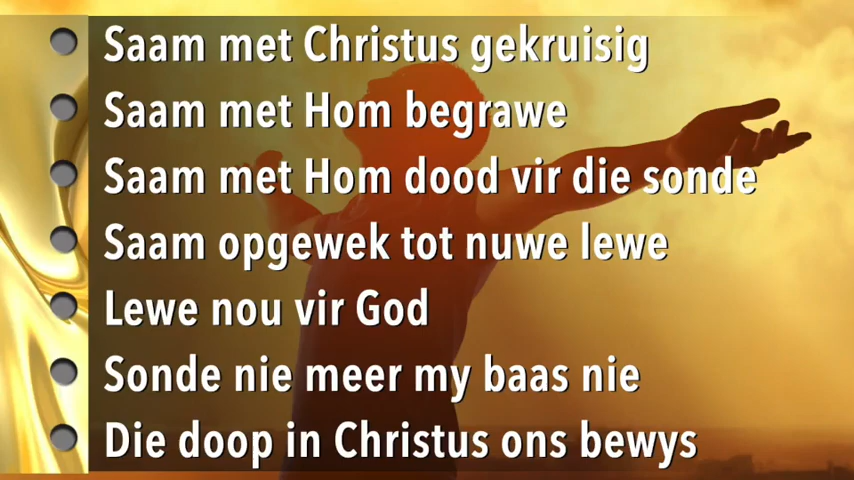 Saam met Christus gekruisig
Saam met Hom begrawe
Saam met Hom dood vir die sonde
Saam opgewek tot nuwe lewe
Lewe nou vir God
Sonde nie meer my baas nie
Die doop in Christus ons bewys